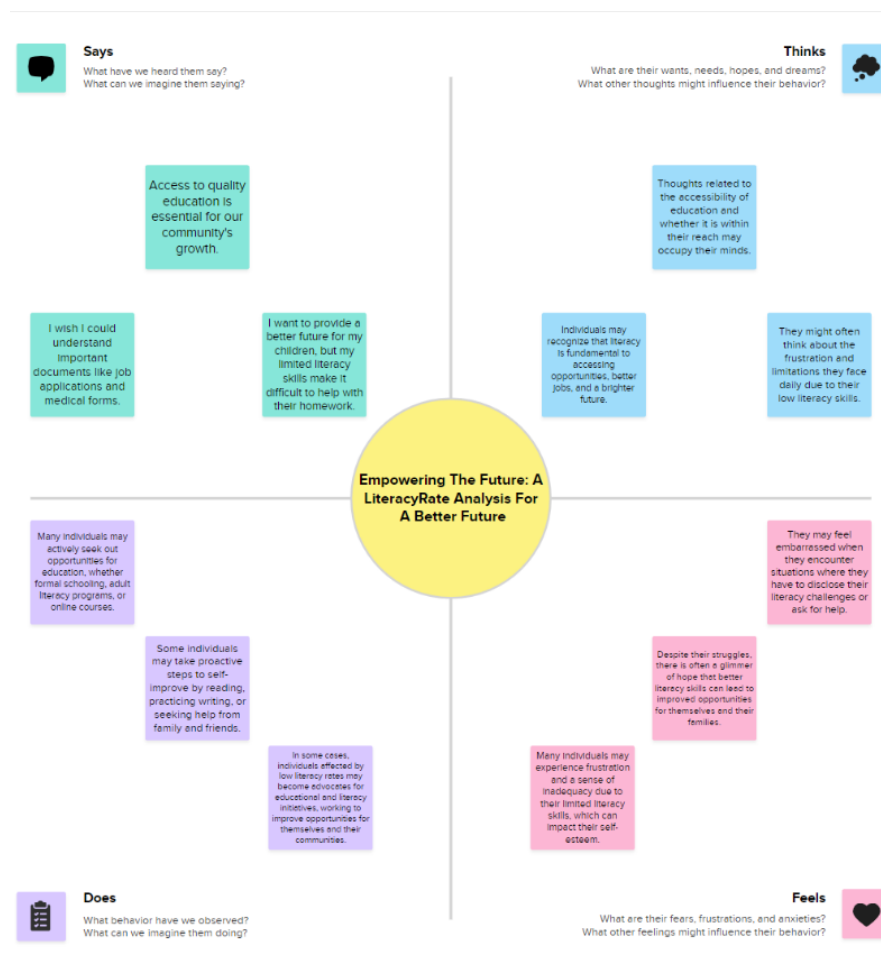 Says
What have we heard them say?
What can we imagine them saying?
Thinks
What are their wants, needs, hopes, and dreams?
What other thoughts might influence their behavior?
Access to quality
education is
essential for our
community's
growth.
I wish I could
understand
important
documents like job
applications and
medical forms.
I want to provide a
better future for my
children, but my
limited literacy
skills make it
difficult to help with
their homework.
Thoughts related to
the accessibility of
education and
whether it is within
their reach may
occupy their minds.
Individuals may
recognize that literacy
is fundamental to
accessing
opportunities, better
jobs, and a brighter
future.
They might often
think about the
frustration and
limitations they face
daily due to their
low literacy skills.
Empowering The Future: A
LiteracyRate Analysis For
A Better Future
Many individuals may
actively seek out
opportunities for
education, whether
formal schooling, adult
literacy programs, or
online courses.
Some individuals
may take proactive
steps to self-
improve by reading,
practicing writing, or
seeking help from
family and friends.
In some cases,
individuals affected by
low literacy rates may
become advocates for
educational and literacy
initiatives, working to
improve opportunities for
themselves and their
communities.
They may feel
embarrassed when
they encounter
situations where they
have to disclose their
literacy challenges or
ask for help.
Despite their struggles,
there is often a glimmer
of hope that better
literacy skills can lead to
improved opportunities
for themselves and their
families.
Many individuals may
experience frustration
and a sense of
inadequacy due to
their limited literacy
skills, which can
impact their self-
esteem.
Does
What behavior have we observed?
What can we imagine them doing?
Feels
What are their fears, frustrations, and anxieties?
What other feelings might influence their behavior?